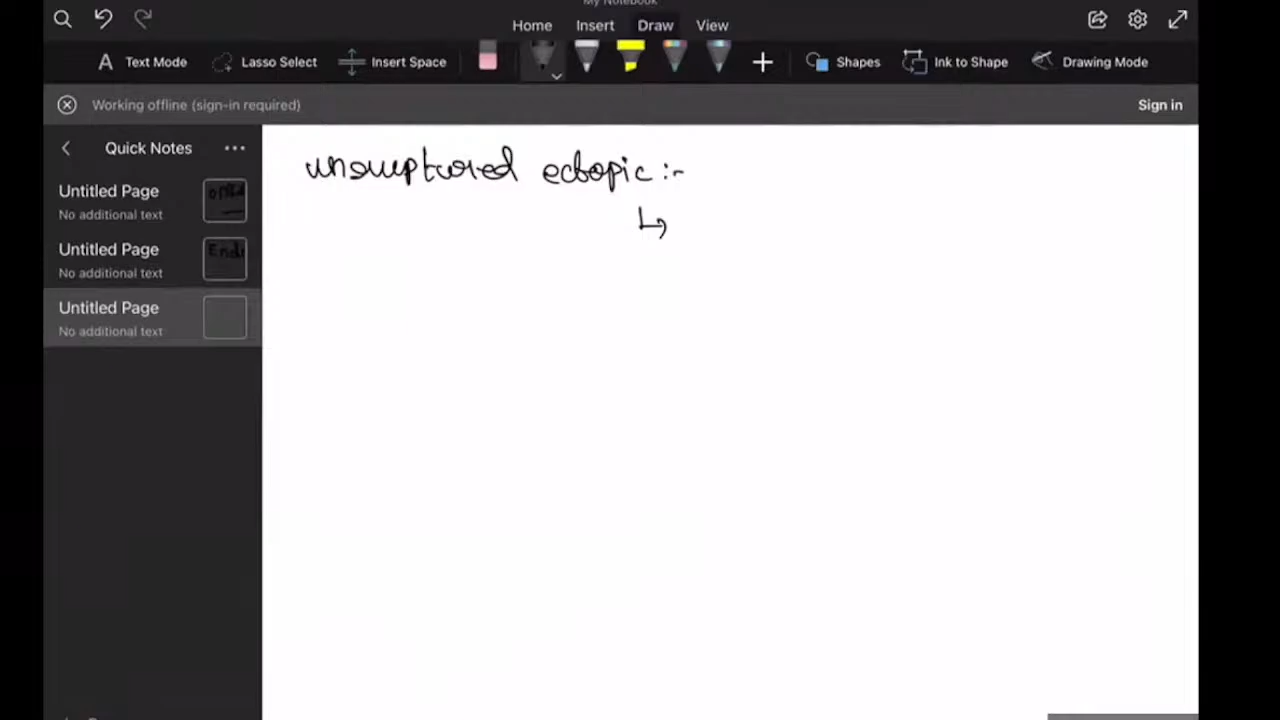 My Notebook
Home Insert Draw View
Text Mode Lasso Select Insert Space Shapes Ink to Shape Drawing Mode
Working offline (sign-in required) Sign in
Quick Notes
Untitled Page
No additional text
Untitled Page
No additional text
Untitled Page
No additional text
unruptured ectopic :-